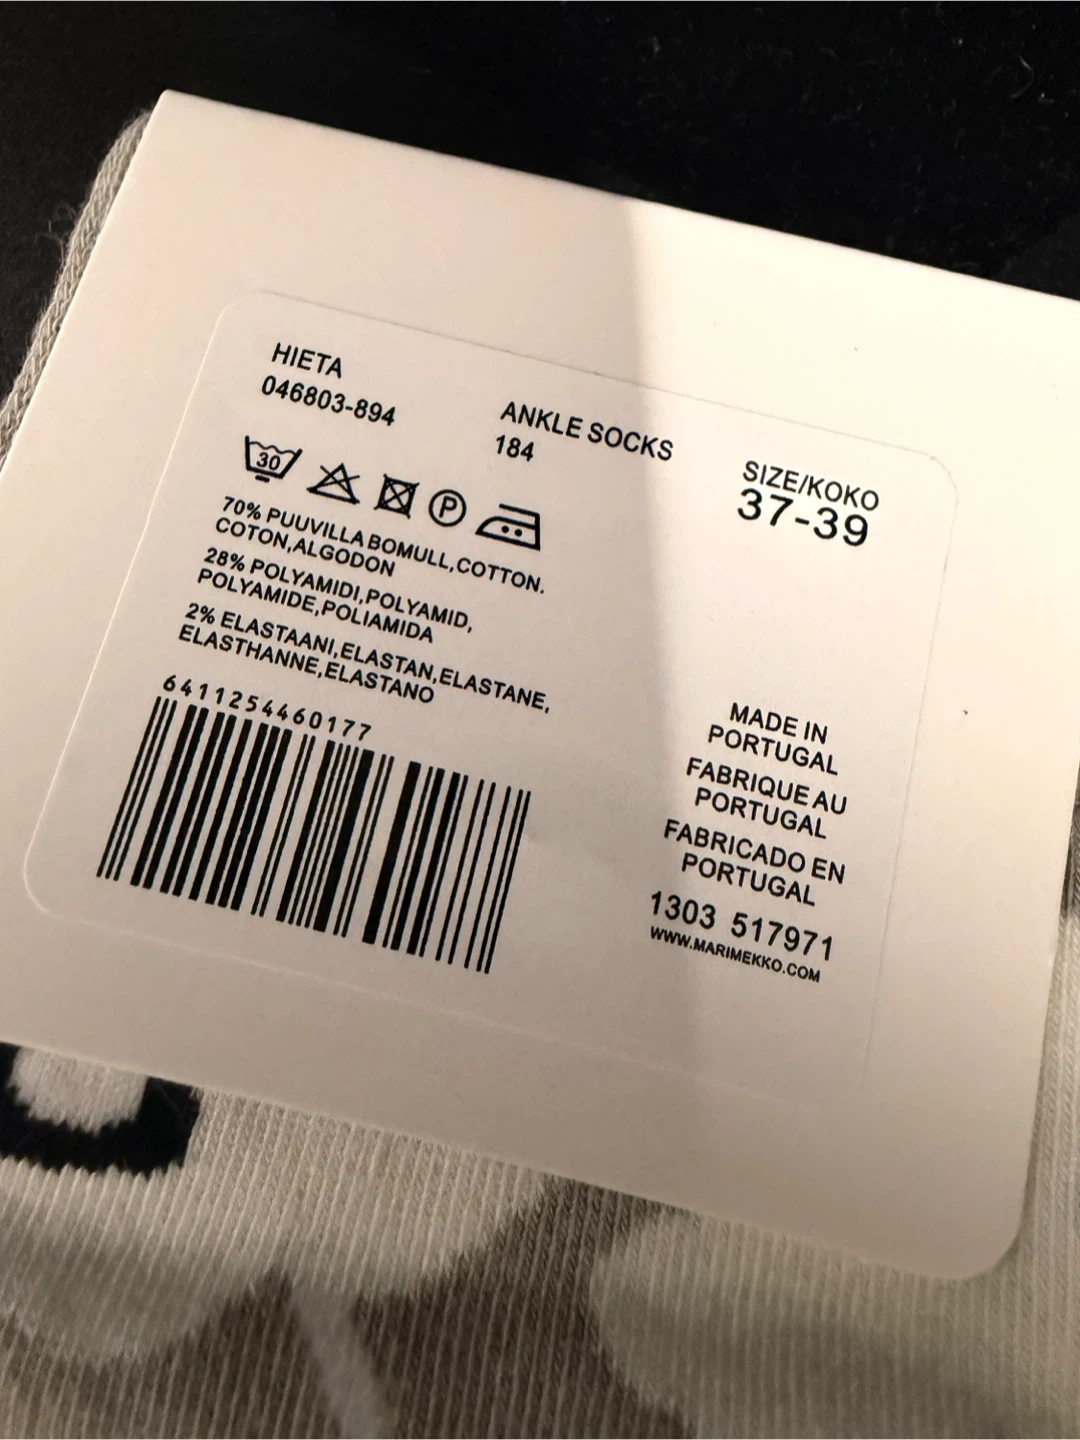 HIETA
046803-894
ANKLE SOCKS
184
SIZE/KOKO
37-39
30
P
70% PUUVILLA BOMULL,COTTON.
COTON,ALGODON
28% POLYAMIDI,POLYAMID,
POLYAMIDE,POLIAMIDA
2% ELASTAANI,ELASTAN,ELASTANE,
ELASTHANNE,ELASTANO
6411254460177
MADE IN
PORTUGAL
FABRIQUE AU
PORTUGAL
FABRICADO EN
PORTUGAL
1303 517971
WWW.MARIMEKKO.COM